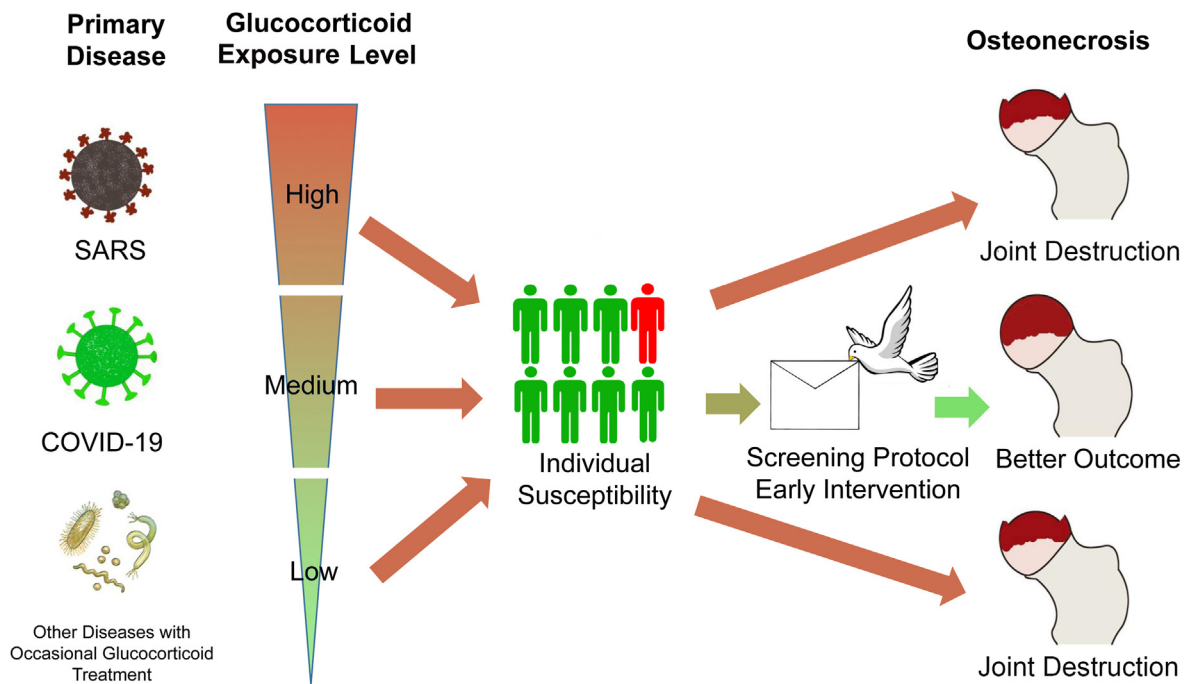 Primary
Disease
Glucocorticoid
Exposure Level
Osteonecrosis
High
SARS
Joint Destruction
Medium
COVID-19
Individual
Susceptibility
Screening Protocol
Early Intervention
Better Outcome
Low
Other Diseases with
Occasional Glucocorticoid
Treatment
Joint Destruction